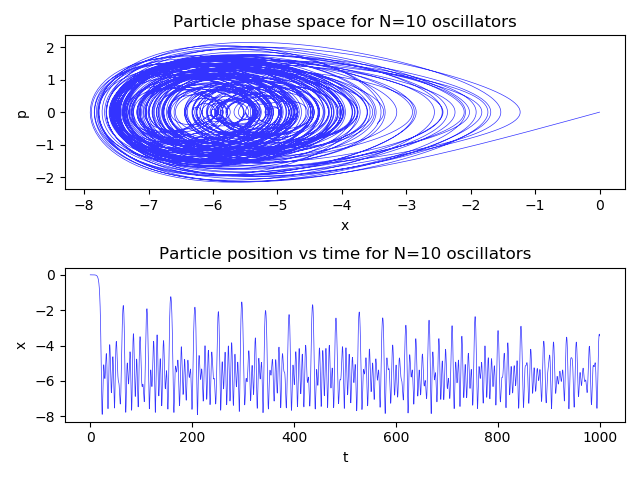 Particle phase space for N=10 oscillators
2
1
0
−1
−2
p
−8 −7 −6 −5 −4 −3 −2 −1 0
x
Particle position vs time for N=10 oscillators
0
−2
−4
−6
−8
x
0 200 400 600 800 1000
t